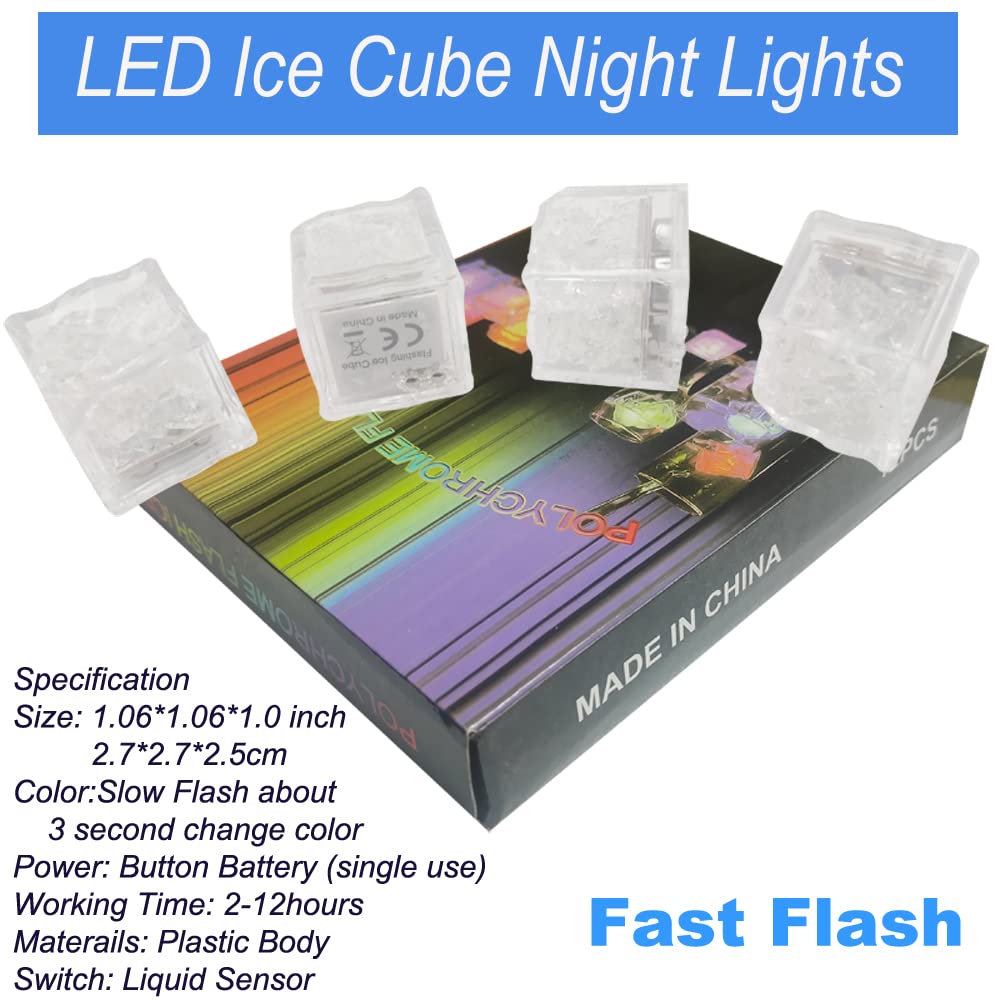 LED Ice Cube Night Lights
Made in China
CE
Flashing Ice Cube
POLYCHROME FL
PCS
MADE IN CHINA
POLYCHROME FLASH IC
Specification
Size: 1.06*1.06*1.0 inch
2.7*2.7*2.5cm
Color:Slow Flash about
3 second change color
Power: Button Battery (single use)
Working Time: 2-12hours
Materails: Plastic Body
Switch: Liquid Sensor
Fast Flash